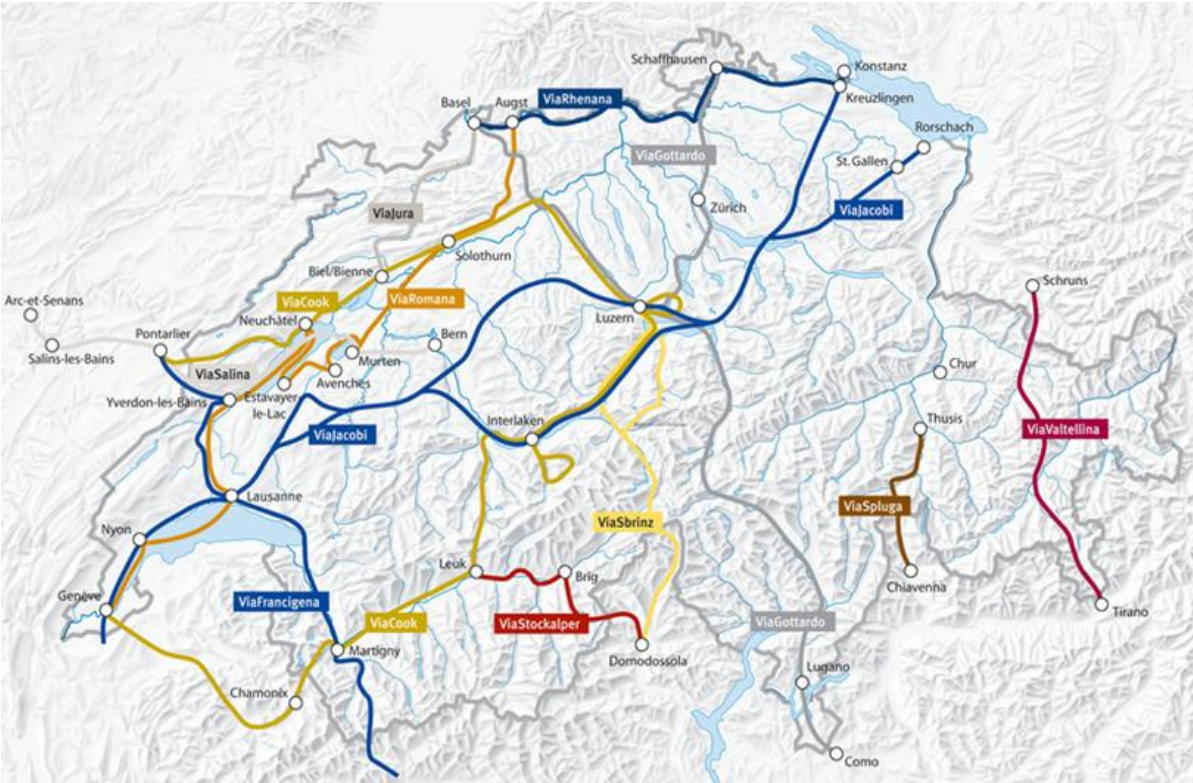 Schaffhausen
Konstanz
Kreuzlingen
Basel
Augst
ViaRhenana
Rorschach
ViaGottardo
St. Gallen
ViaJura
Zürich
ViaJacobi
Solothurn
Biel/Bienne
Schruns
Arc-et-Senans
ViaCook
ViaRomana
Neuchâtel
Luzern
Pontarlier
Bern
Salins-les-Bains
Murten
Chur
ViaSalina
Avenches
Yverdon-les-Bains
Estavayer
le-Lac
Interlaken
Thusis
ViaJacobi
ViaValtellina
Lausanne
ViaSpluga
Nyon
ViaSbrinz
Leuk
Brig
Chiavenna
Genève
ViaFrancigena
ViaCook
ViaStockalper
ViaGottardo
Tirano
Martigny
Domodossola
Lugano
Chamonix
Como